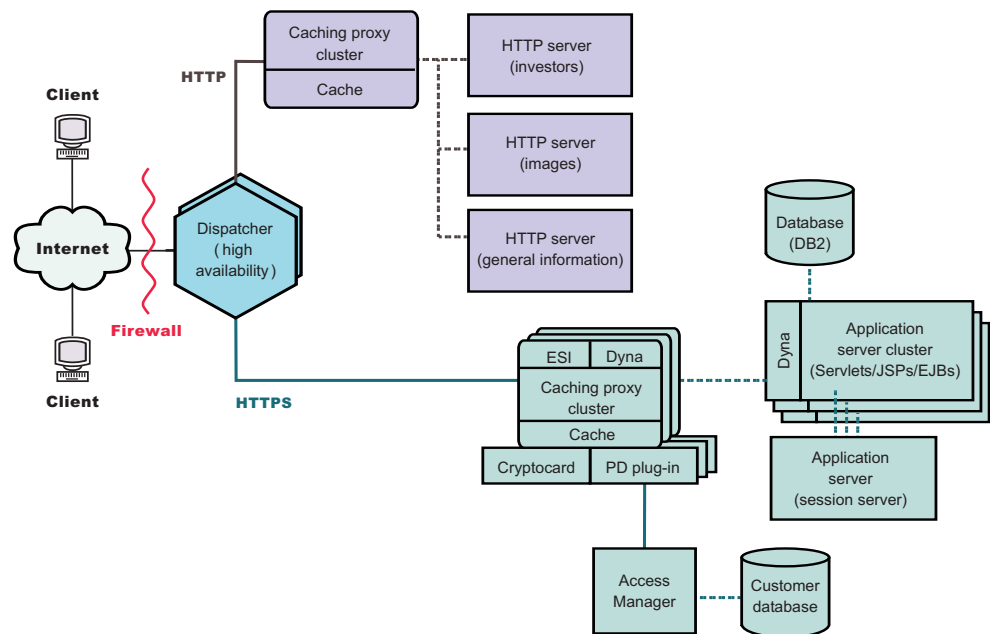 Caching proxy
cluster
Cache
HTTP server
(investors)
HTTP
Client
HTTP server
(images)
Dispatcher
(high
availability)
Internet
HTTP server
(general information)
Database
(DB2)
Firewall
Client
HTTPS
ESI
Dyna
Caching proxy
cluster
Cache
Cryptocard
PD plug-in
Dyna
Application
server cluster
(Servlets/JSPs/EJBs)
Application
server
(session server)
Access
Manager
Customer
database